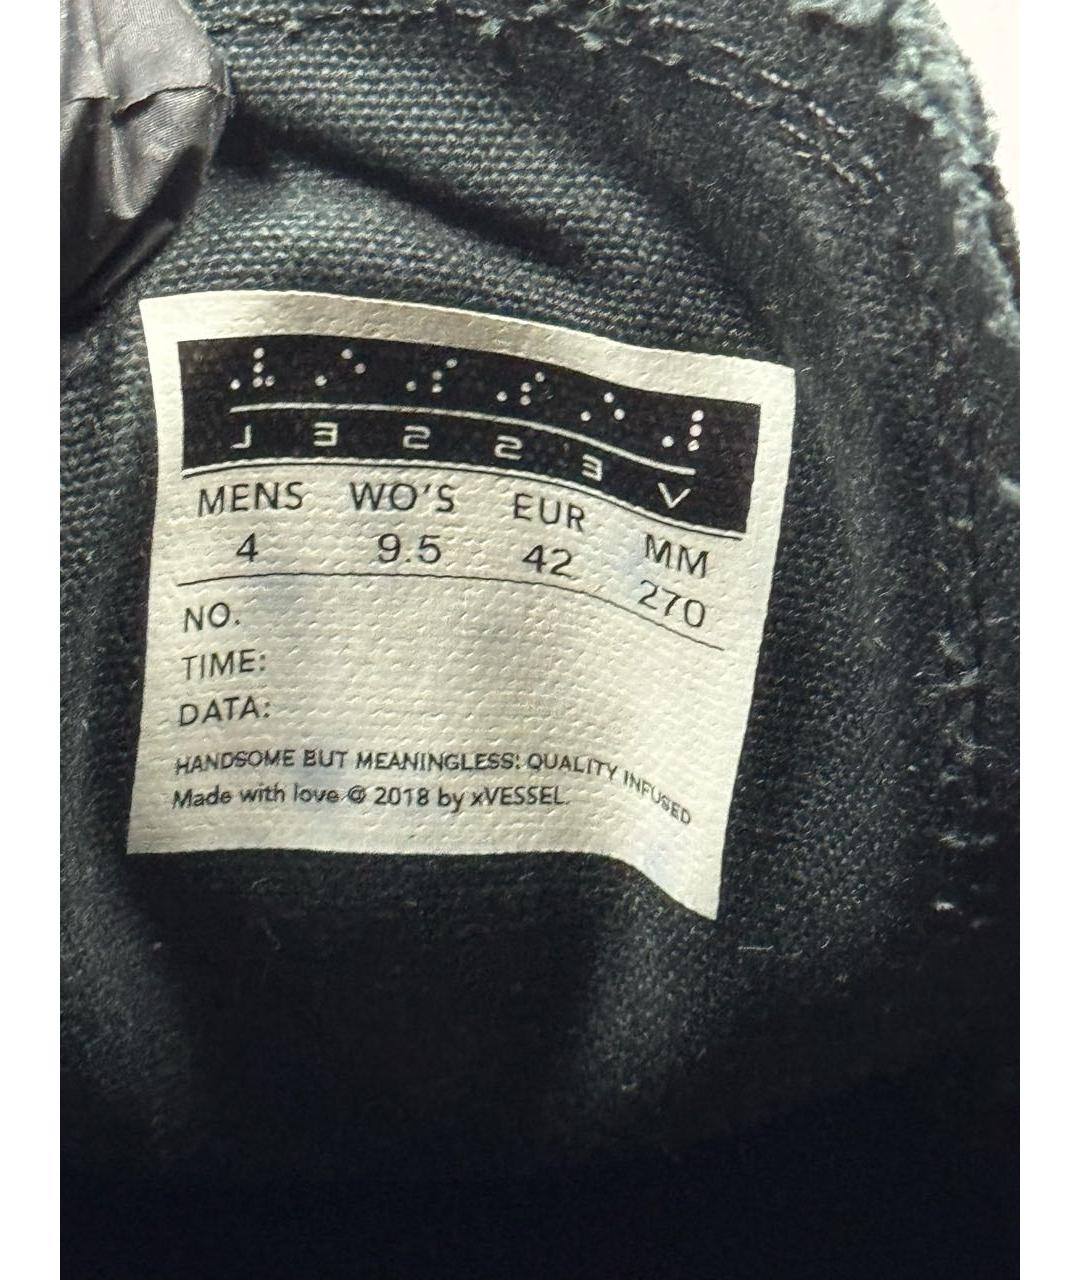 VESSEL
MENS WO'S EUR MM
4 9.5 42 270
NO.
TIME:
DATA:
HANDSOME BUT MEANINGLESS! QUALITY INFUSED
Made with love © 2018 by xVESSEL.